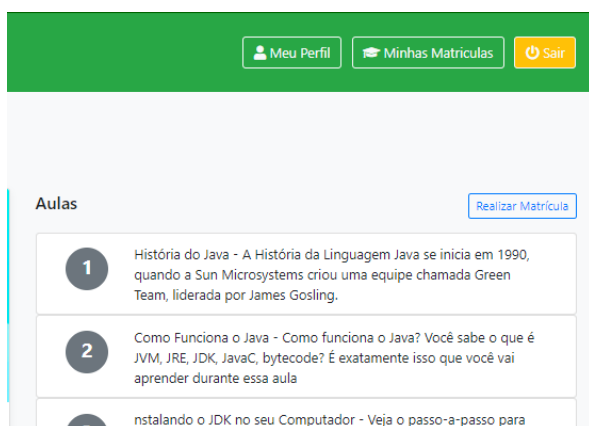 Meu Perfil
Minhas Matriculas
Sair
Aulas
Realizar Matrícula
1
História do Java - A História da Linguagem Java se inicia em 1990,
quando a Sun Microsystems criou uma equipe chamada Green
Team, liderada por James Gosling.
2
Como Funciona o Java - Como funciona o Java? Você sabe o que é
JVM, JRE, JDK, JavaC, bytecode? É exatamente isso que você vai
aprender durante essa aula
nstalando o JDK no seu Computador - Veja o passo-a-passo para